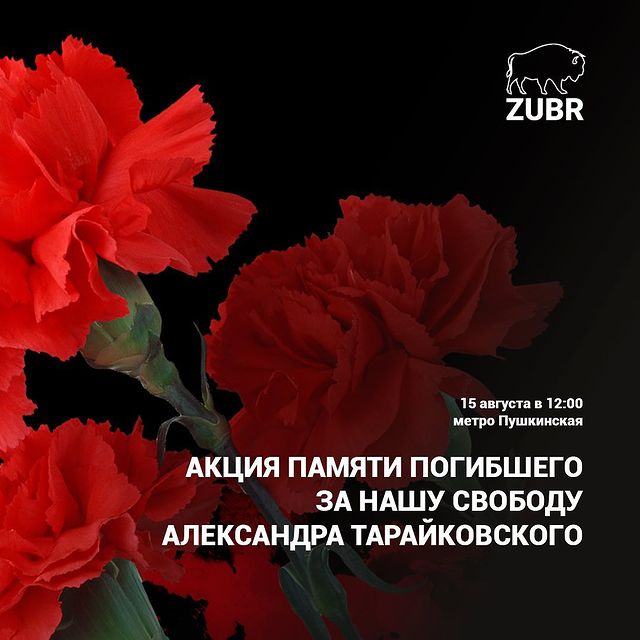 ZUBR
15 августа в 12:00
метро Пушкинская
АКЦИЯ ПАМЯТИ ПОГИБШЕГО
ЗА НАШУ СВОБОДУ
АЛЕКСАНДРА ТАРАЙКОВСКОГО